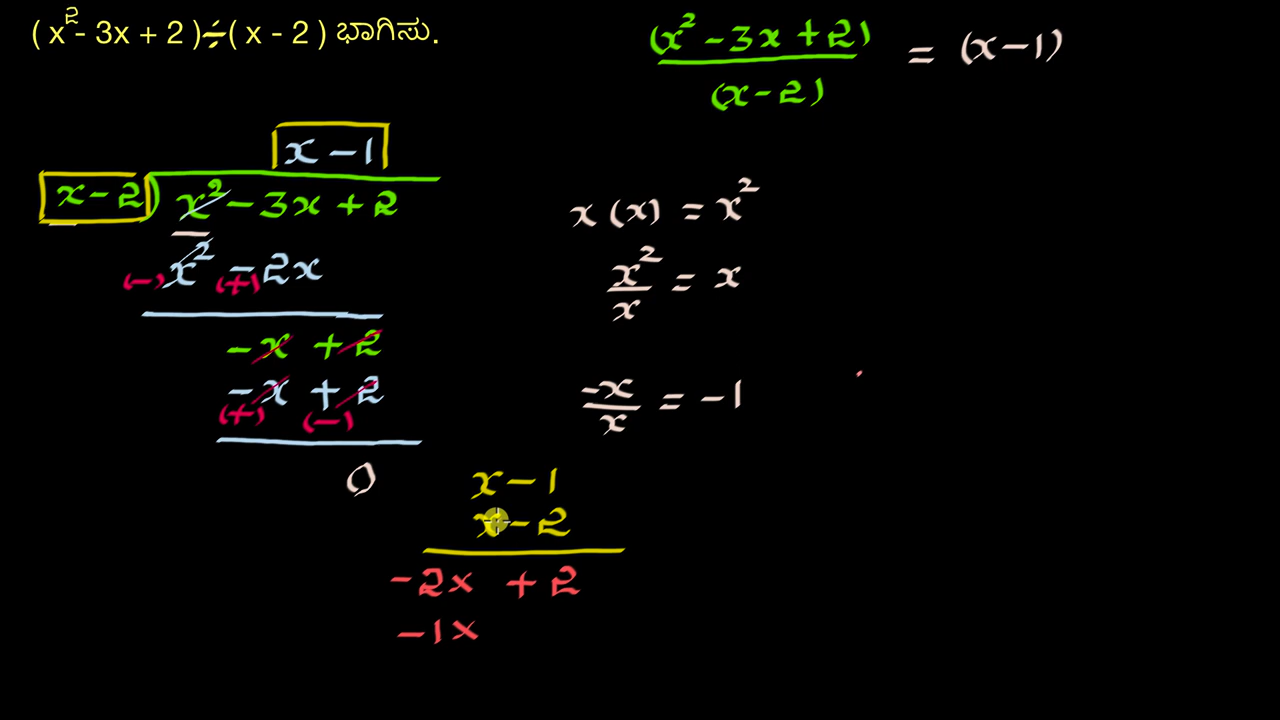 ( x² - 3x + 2 ) ÷ ( x - 2 ) ಭಾಗಿಸು.
(x² - 3x + 2)
(x - 2)
= (x - 1)
x - 1
x - 2) x² - 3x + 2
x² - 2x
(-) (+)
- x + 2
- x + 2
(+) (-)
0
x (x) = x²
x²/x = x
-x/x = -1
x - 1
x - 2
-2x + 2
-1x